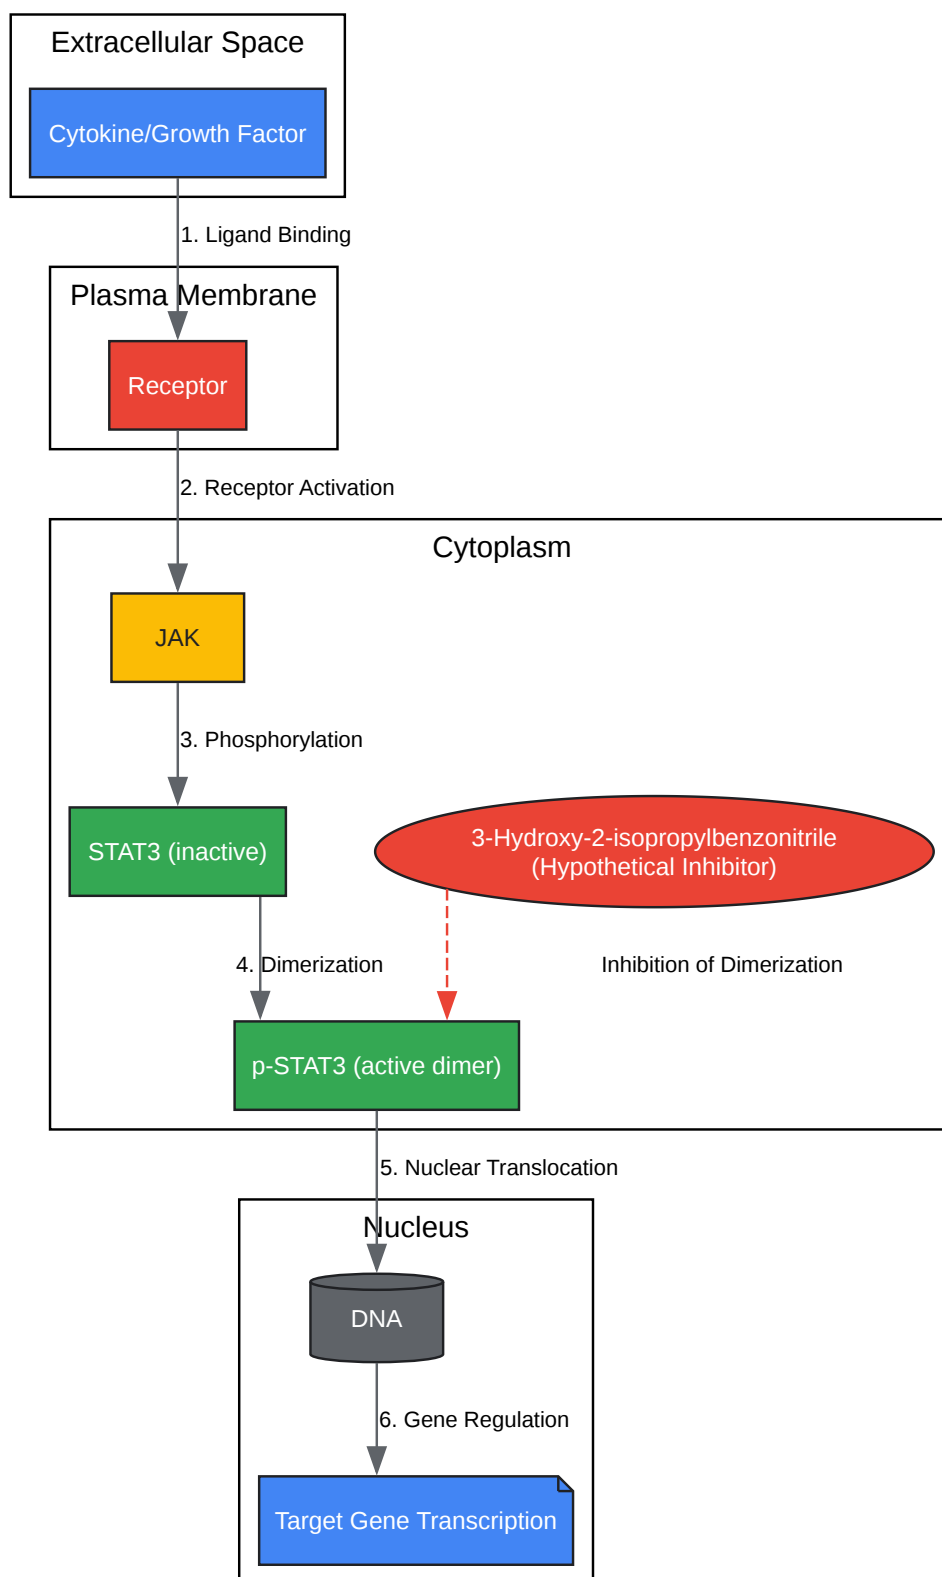 Extracellular Space
Cytokine/Growth Factor
1. Ligand Binding
Plasma Membrane
Receptor
2. Receptor Activation
Cytoplasm
JAK
3. Phosphorylation
STAT3 (inactive)
3-Hydroxy-2-isopropylbenzonitrile
(Hypothetical Inhibitor)
4. Dimerization
Inhibition of Dimerization
p-STAT3 (active dimer)
5. Nuclear Translocation
Nucleus
DNA
6. Gene Regulation
Target Gene Transcription